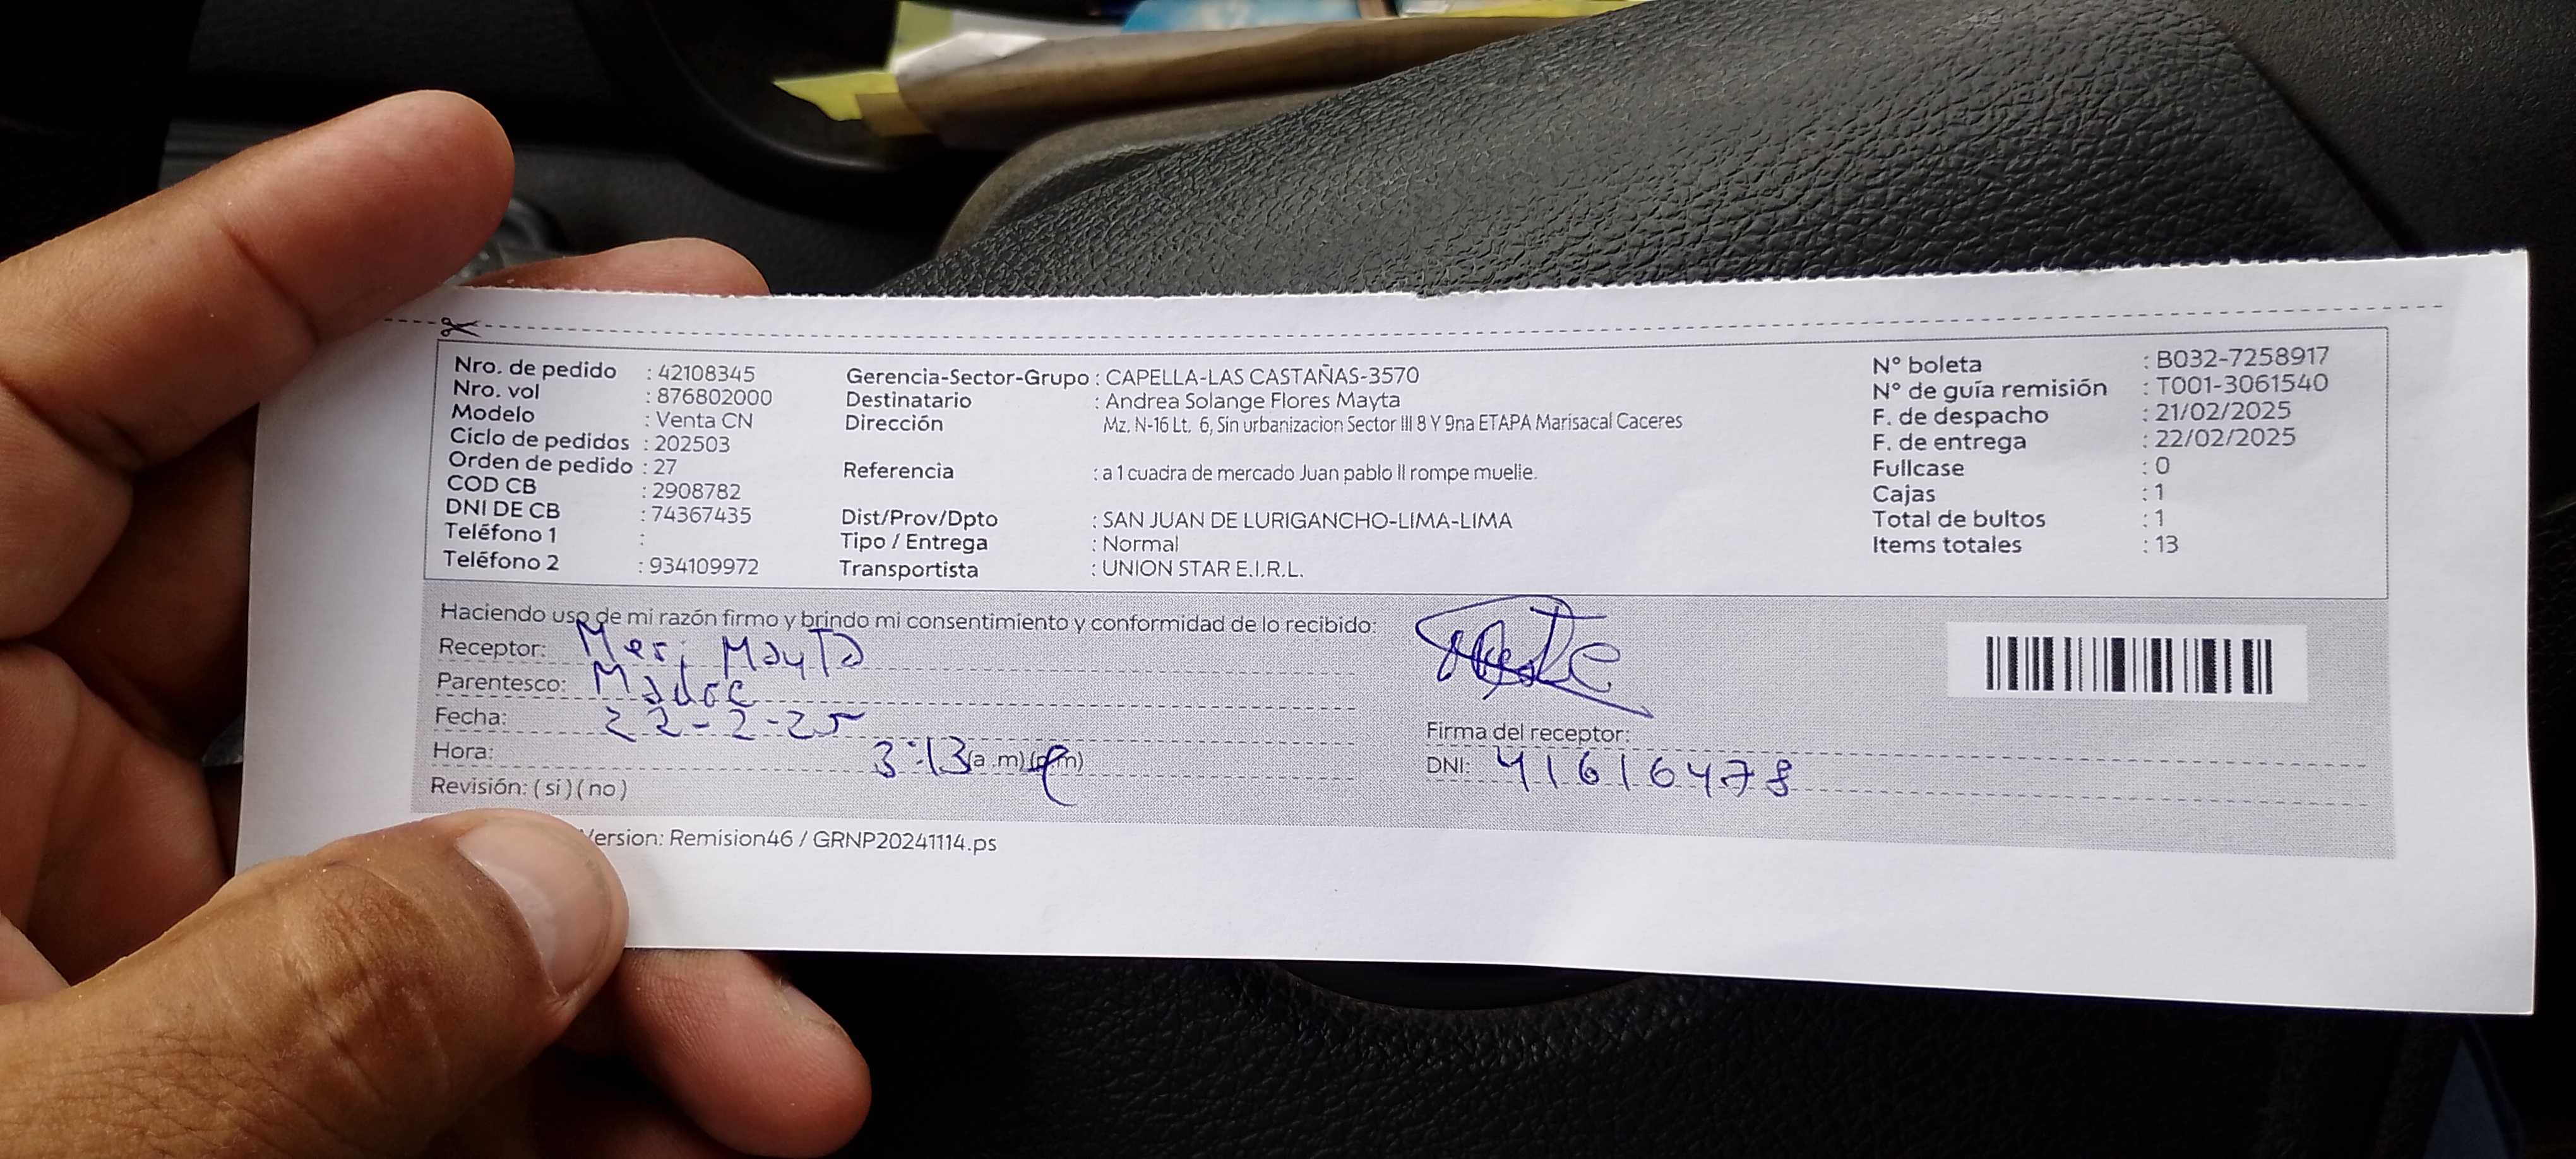 Nro. de pedido : 42108345
Nro. vol : 876802000
Modelo : Venta CN
Ciclo de pedidos : 202503
Orden de pedido : 27
COD CB : 2908782
DNI DE CB : 74367435
Teléfono 1 :
Teléfono 2 : 934109972
Gerencia-Sector-Grupo : CAPELLA-LAS CASTAÑAS-3570
Destinatario : Andrea Solange Flores Mayta
Dirección Mz. N-16 Lt. 6, Sin urbanizacion Sector III 8 Y 9na ETAPA Marisacal Caceres
Referencia : a 1 cuadra de mercado Juan pablo II rompe muelle.
Dist/Prov/Dpto : SAN JUAN DE LURIGANCHO-LIMA-LIMA
Tipo / Entrega : Normal
Transportista : UNION STAR E.I.R.L.
N° boleta : B032-7258917
N° de guía remisión : T001-3061540
F. de despacho : 21/02/2025
F. de entrega : 22/02/2025
Fullcase : 0
Cajas : 1
Total de bultos : 1
Items totales : 13
Haciendo uso de mi razón firmo y brindo mi consentimiento y conformidad de lo recibido:
Receptor: Meri Mayta
Parentesco: Madre
Fecha: 22-2-25
Hora: 3:13 (a .m) (p.m)
Revisión: ( si ) ( no )
Firma del receptor:
DNI: 41616478
Version: Remision46 / GRNP20241114.ps